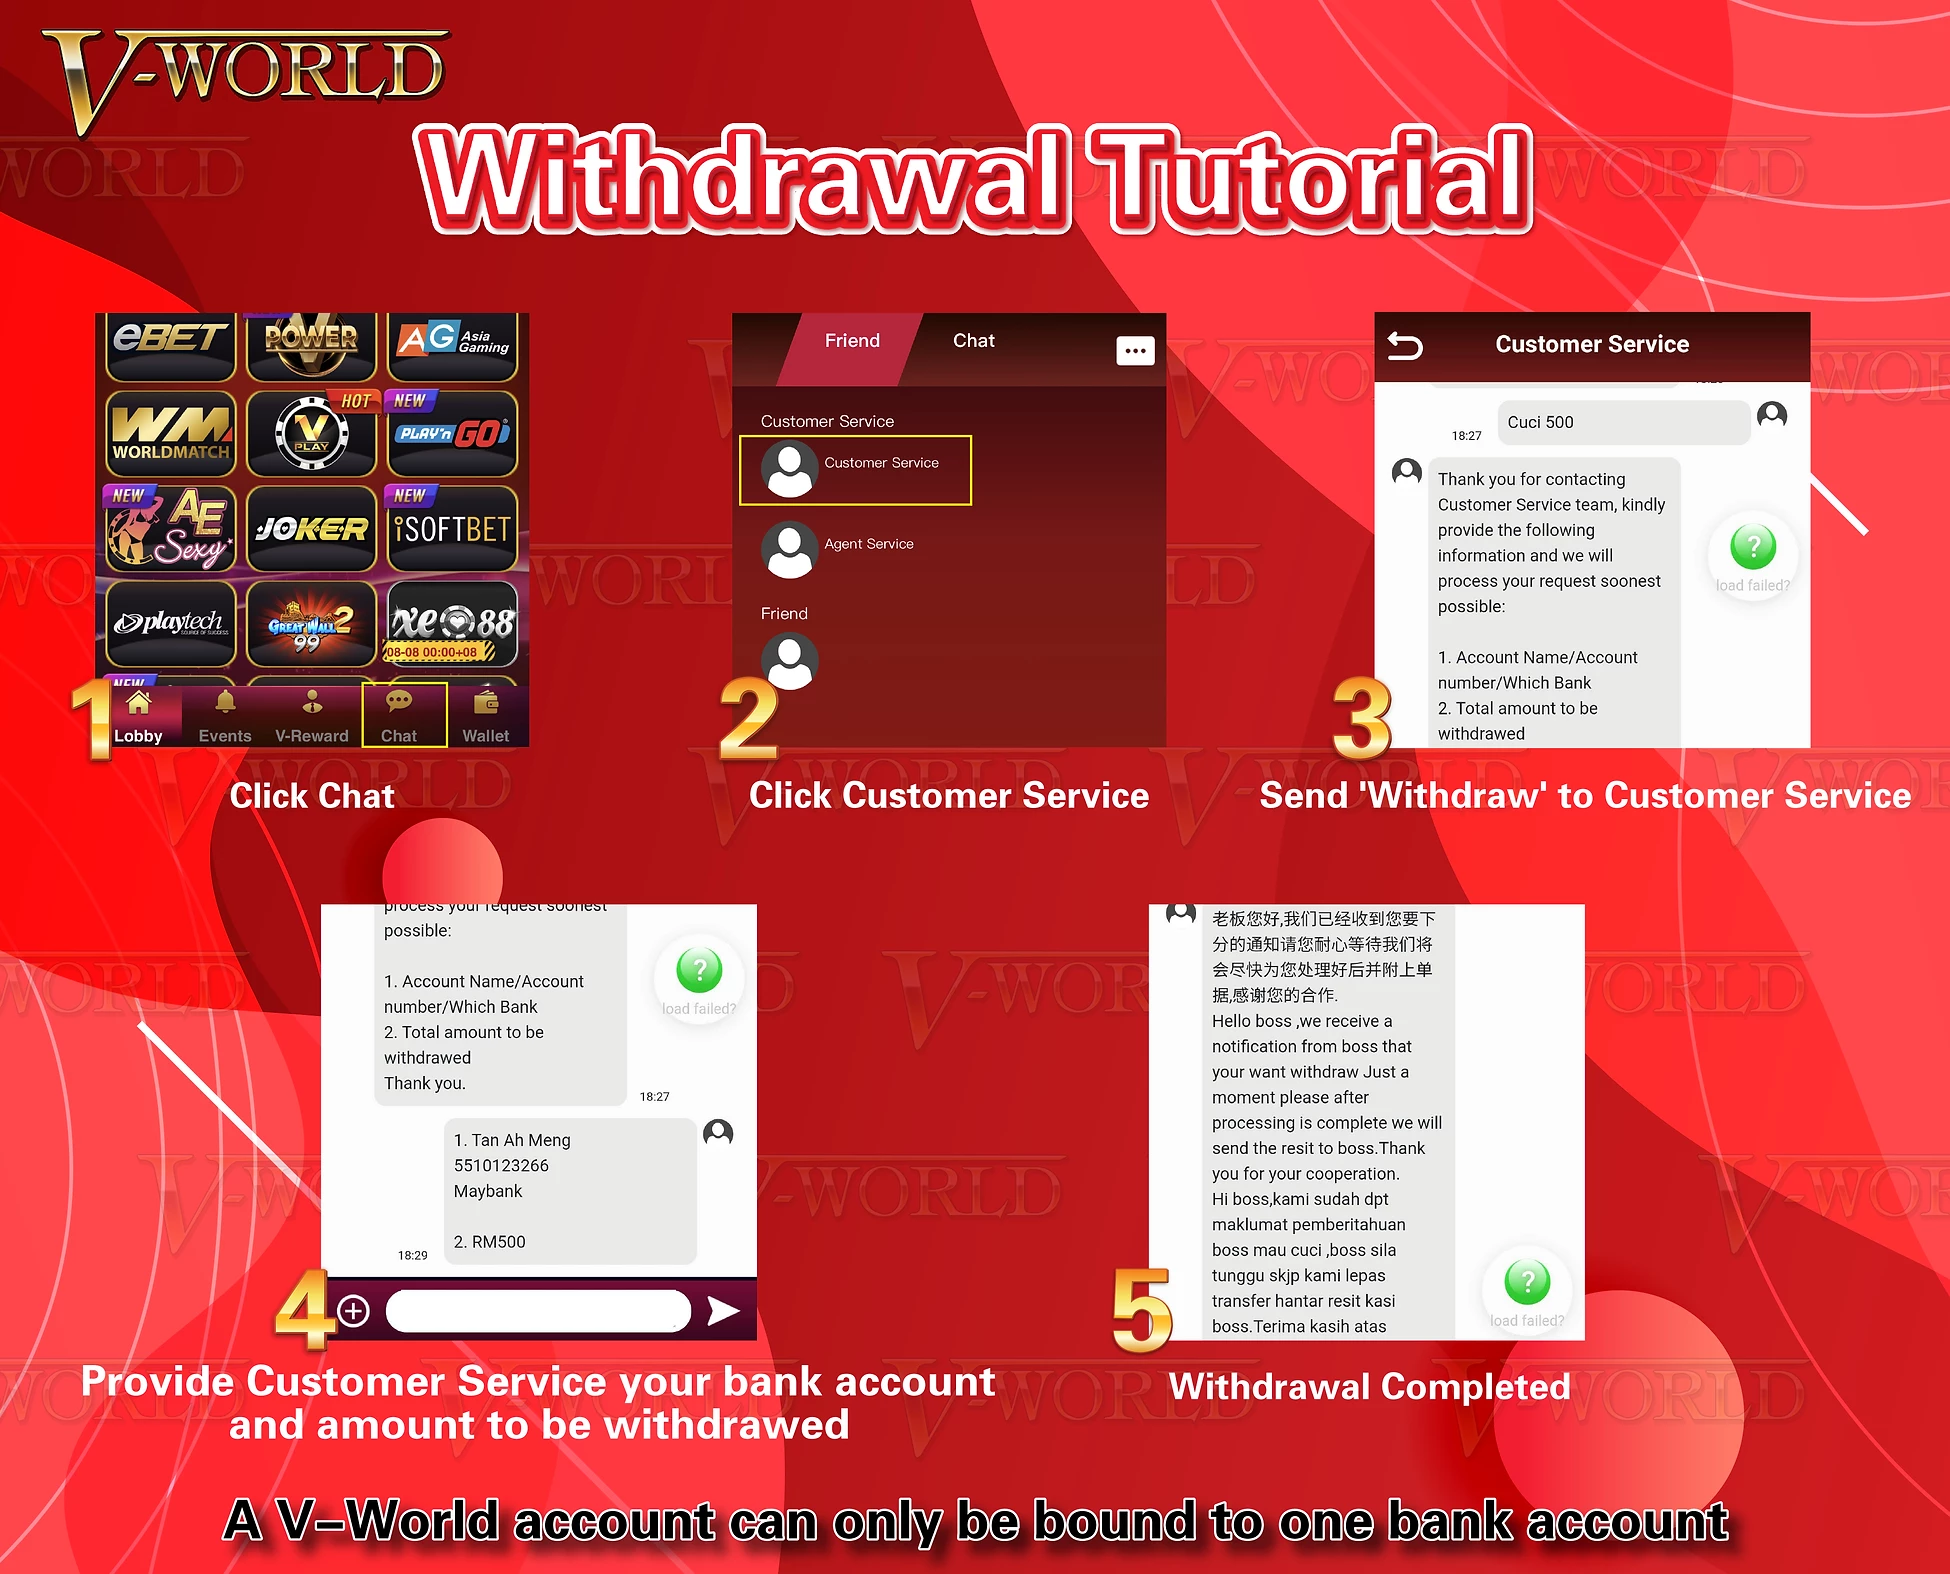 V-WORLD
Withdrawal Tutorial
eBET
POWER
AG Asia Gaming
WM WORLDMATCH
HOT
V PLAY
NEW
PLAY'n GO
NEW
AE Sexy
JOKER
NEW
iSOFTBET
playtech
SOURCE OF SUCCESS
GREAT WALL 2
99
xe88
08-08 00:00+08
NEW
Lobby
Events
V-Reward
Chat
Wallet
1
Click Chat
Friend
Chat
Customer Service
Customer Service
Agent Service
Friend
2
Click Customer Service
Customer Service
Cuci 500
18:27
Thank you for contacting
Customer Service team, kindly
provide the following
information and we will
process your request soonest
possible:
1. Account Name/Account
number/Which Bank
2. Total amount to be
withdrawed
?
load failed?
3
Send 'Withdraw' to Customer Service
process your request soonest
possible:
1. Account Name/Account
number/Which Bank
2. Total amount to be
withdrawed
Thank you.
18:27
?
load failed?
1. Tan Ah Meng
5510123266
Maybank
2. RM500
18:29
4
Provide Customer Service your bank account
and amount to be withdrawed
老板您好,我们已经收到您要下
分的通知请您耐心等待我们将
会尽快为您处理好后并附上单
据,感谢您的合作.
Hello boss ,we receive a
notification from boss that
your want withdraw Just a
moment please after
processing is complete we will
send the resit to boss.Thank
you for your cooperation.
Hi boss,kami sudah dpt
maklumat pemberitahuan
boss mau cuci ,boss sila
tunggu skjp kami lepas
transfer hantar resit kasi
boss.Terima kasih atas
?
load failed?
5
Withdrawal Completed
A V-World account can only be bound to one bank account